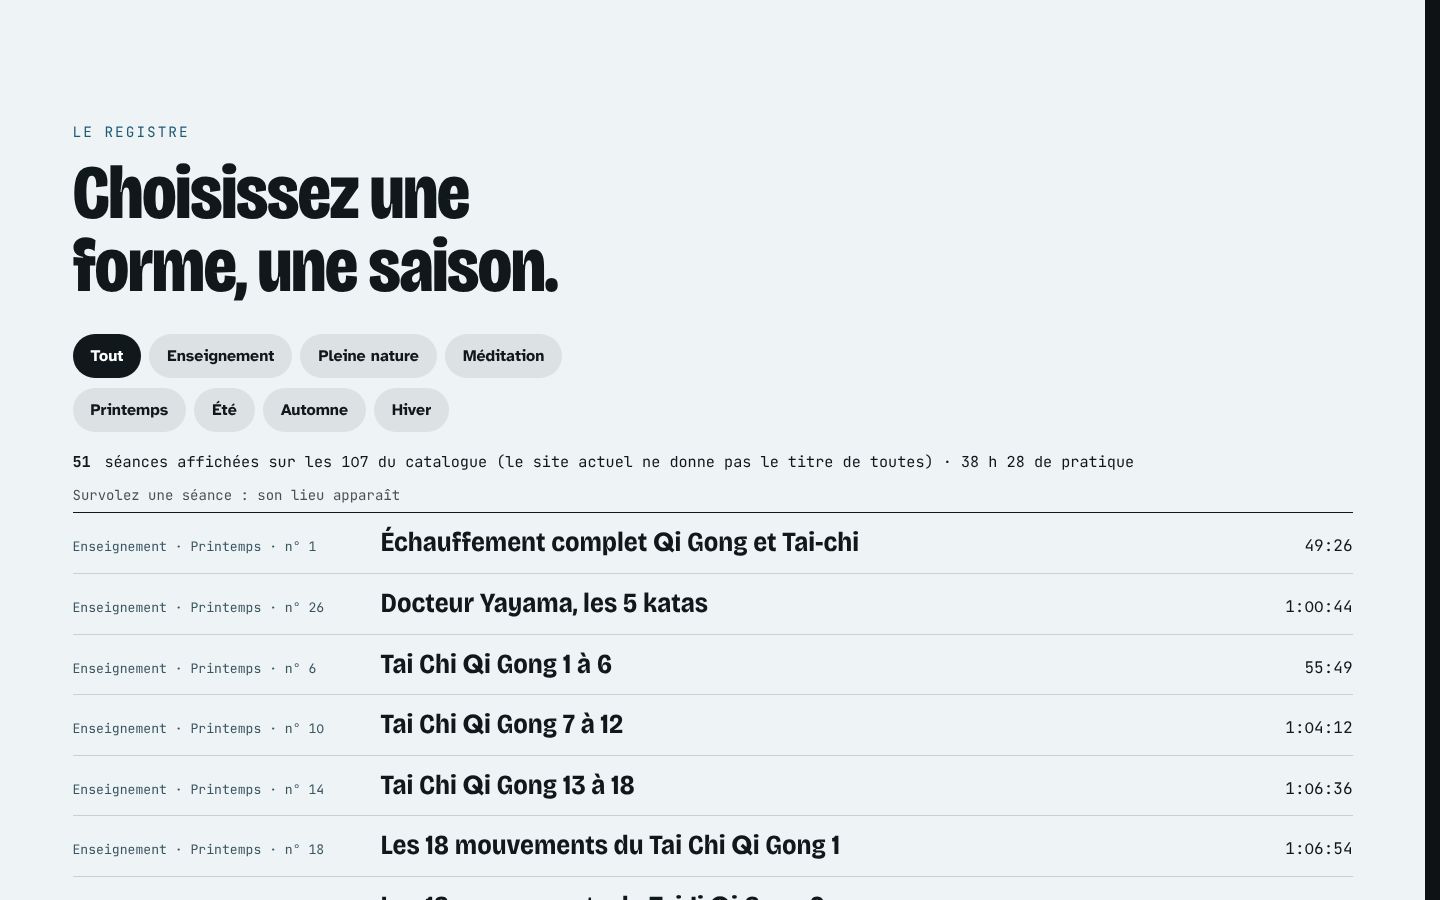 LE REGISTRE
Choisissez une
forme, une saison.
Tout Enseignement Pleine nature Méditation
Printemps Été Automne Hiver
51 séances affichées sur les 107 du catalogue (le site actuel ne donne pas le titre de toutes) · 38 h 28 de pratique
Survolez une séance : son lieu apparaît
Enseignement · Printemps · n° 1 Échauffement complet Qi Gong et Tai-chi 49:26
Enseignement · Printemps · n° 26 Docteur Yayama, les 5 katas 1:00:44
Enseignement · Printemps · n° 6 Tai Chi Qi Gong 1 à 6 55:49
Enseignement · Printemps · n° 10 Tai Chi Qi Gong 7 à 12 1:04:12
Enseignement · Printemps · n° 14 Tai Chi Qi Gong 13 à 18 1:06:36
Enseignement · Printemps · n° 18 Les 18 mouvements du Tai Chi Qi Gong 1 1:06:54